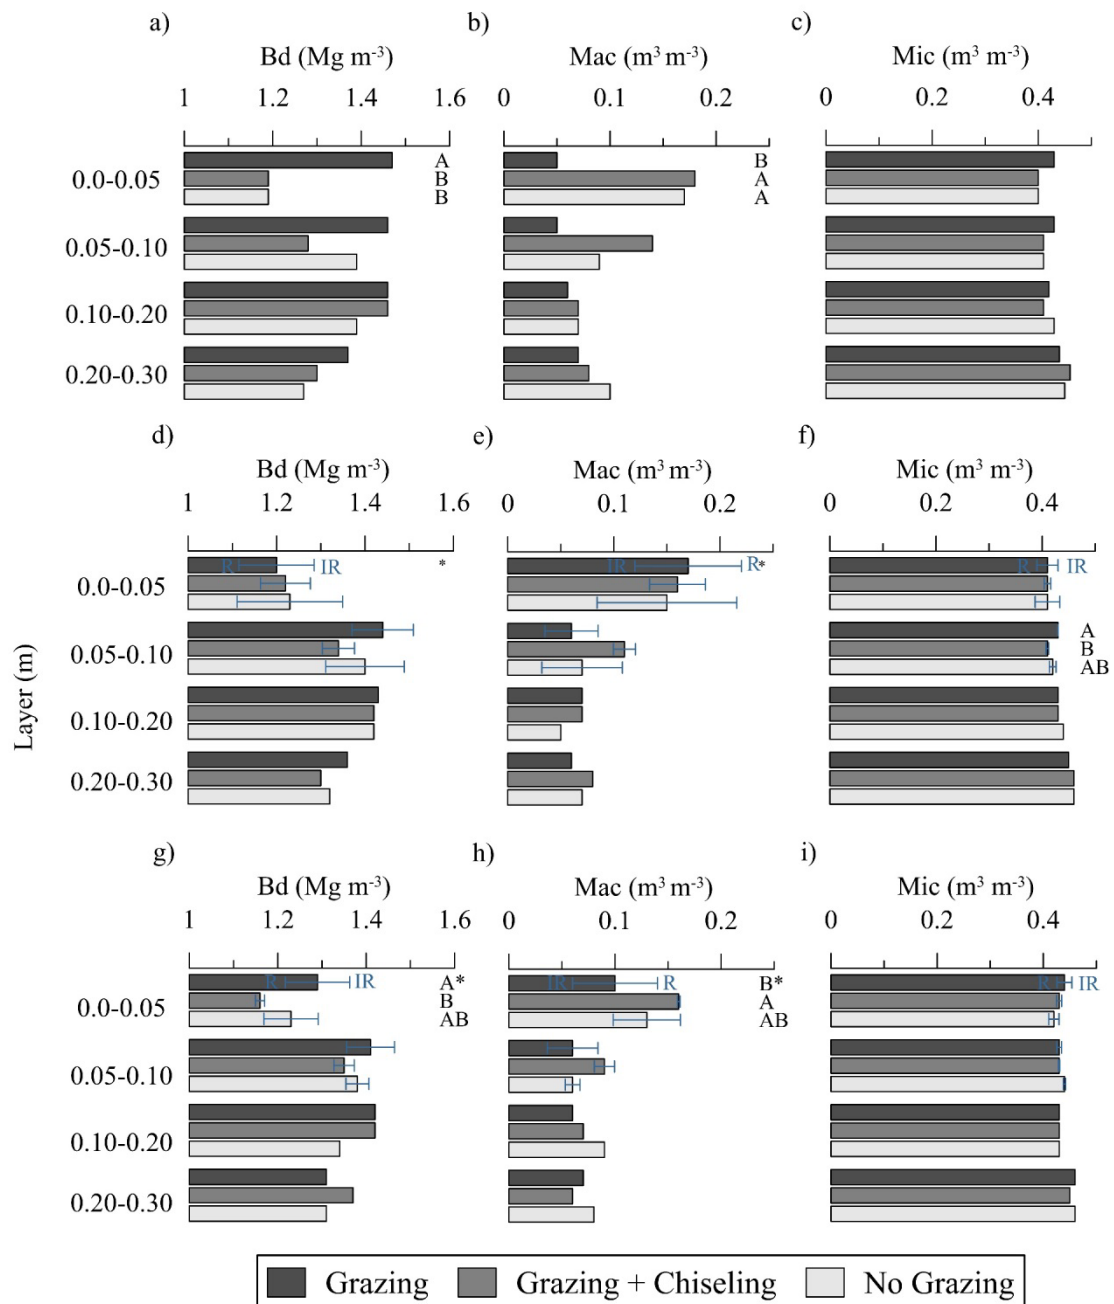 a) b) c)
Bd (Mg m⁻³) Mac (m³ m⁻³) Mic (m³ m⁻³)
1 1.2 1.4 1.6 0 0.1 0.2 0 0.2 0.4
0.0-0.05 A B
B A
B A
0.05-0.10
0.10-0.20
0.20-0.30
d) e) f)
Bd (Mg m⁻³) Mac (m³ m⁻³) Mic (m³ m⁻³)
1 1.2 1.4 1.6 0 0.1 0.2 0 0.2 0.4
R IR * IR R* R IR
0.0-0.05
0.05-0.10 A
B
AB
0.10-0.20
0.20-0.30
Layer (m)
g) h) i)
Bd (Mg m⁻³) Mac (m³ m⁻³) Mic (m³ m⁻³)
1 1.2 1.4 1.6 0 0.1 0.2 0 0.2 0.4
R IR A* IR R B* R IR
0.0-0.05 B A
AB AB
0.05-0.10
0.10-0.20
0.20-0.30
Grazing Grazing + Chiseling No Grazing